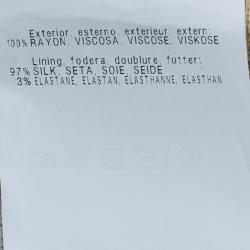 Exterior, esterno, exterieur, extern,
100% RAYON, VISCOSA, VISCOSE, VISKOSE
Lining, fodera, doublure, futter:
97% SILK, SETA, SOIE, SEIDE
3% ELASTANE, ELASTAN, ELASTHANNE, ELASTHAN